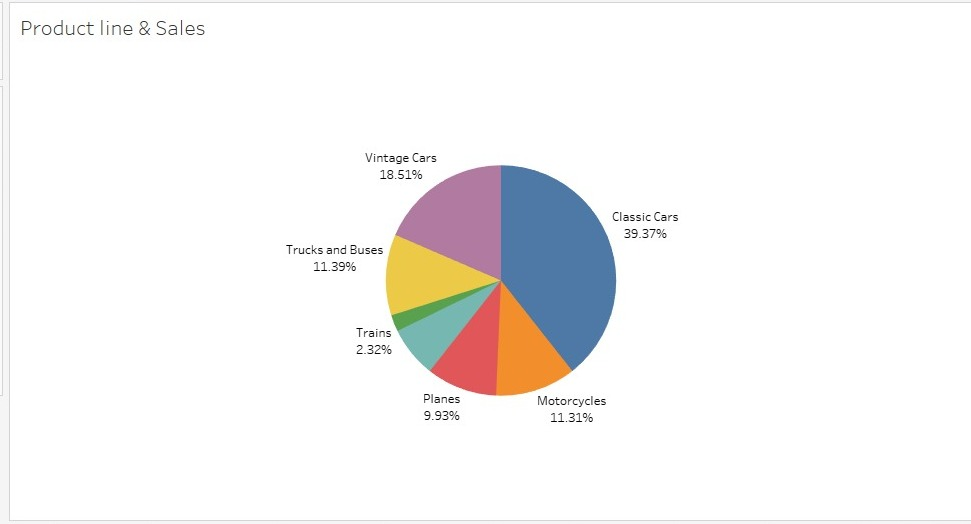 Product line & Sales
Vintage Cars
18.51%
Classic Cars
39.37%
Trucks and Buses
11.39%
Trains
2.32%
Planes
9.93%
Motorcycles
11.31%